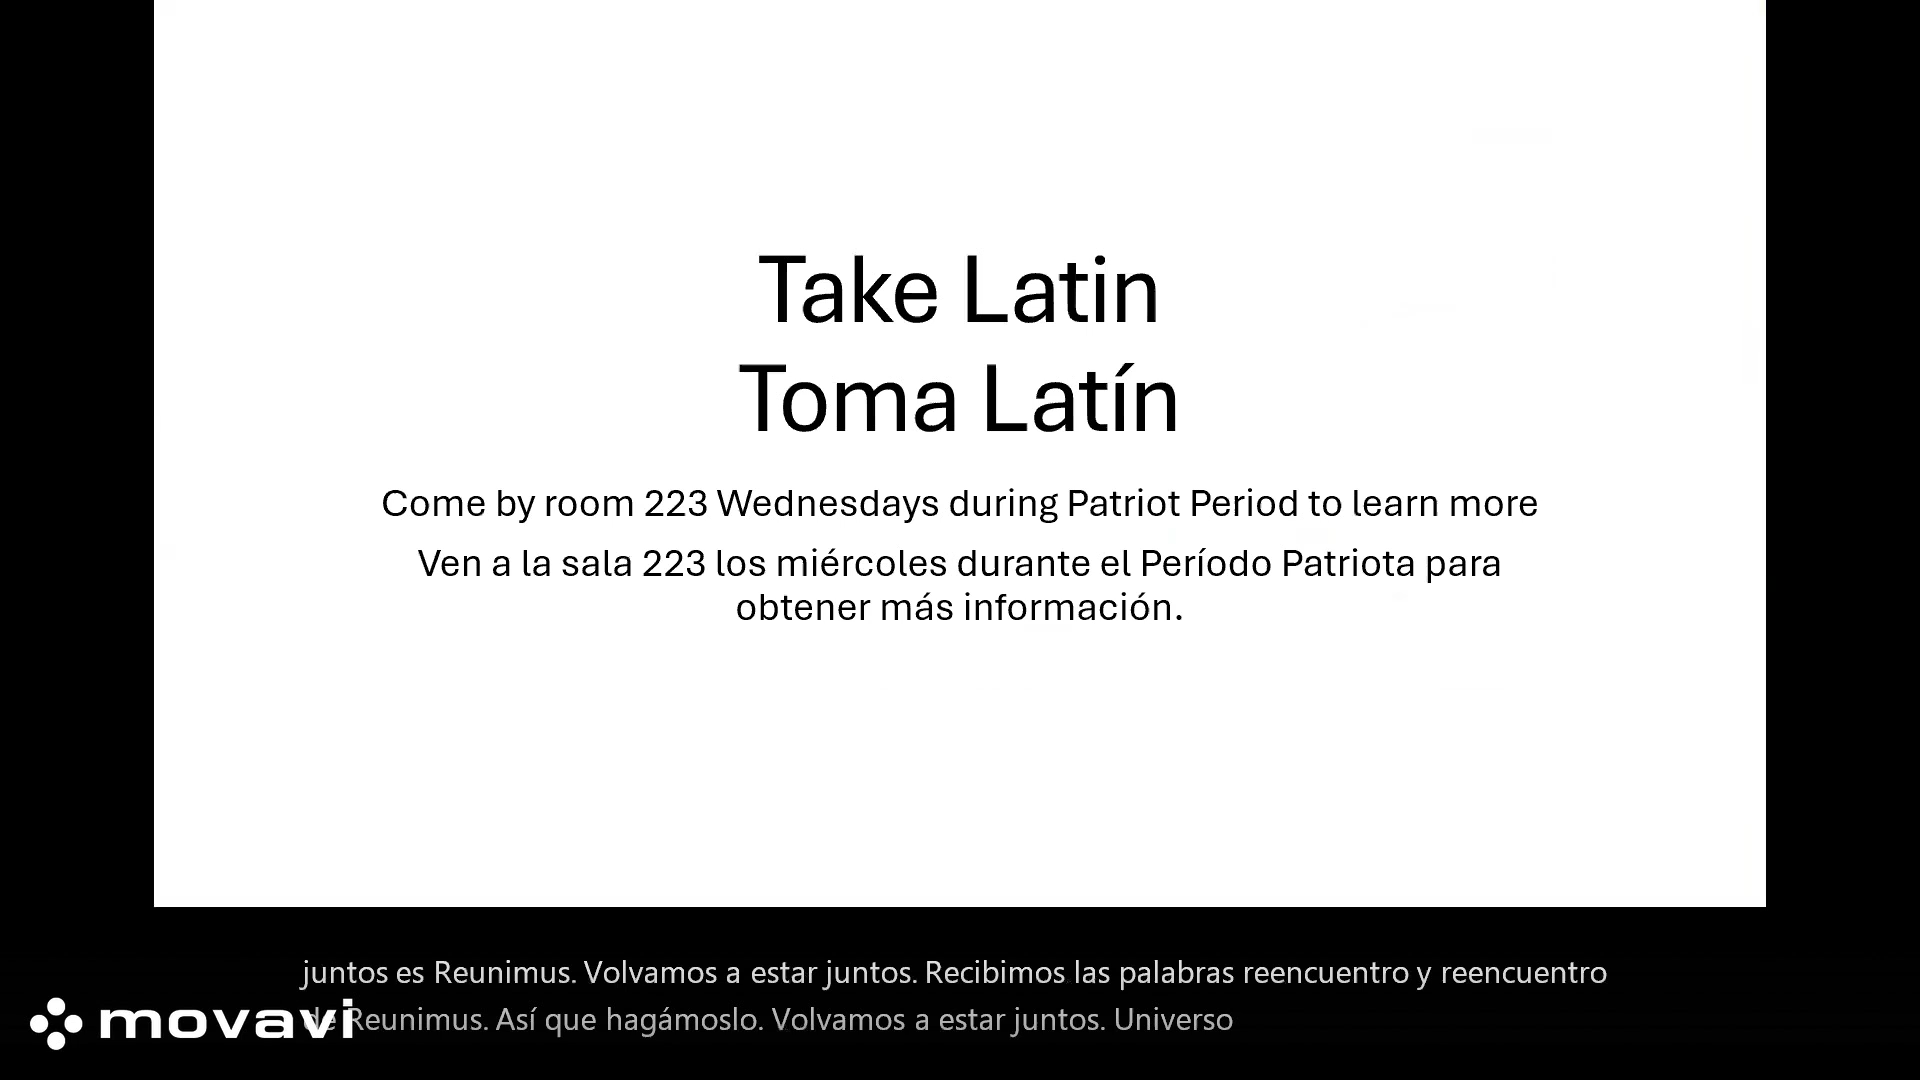 Take Latin
Toma Latín
Come by room 223 Wednesdays during Patriot Period to learn more
Ven a la sala 223 los miércoles durante el Período Patriota para
obtener más información.
juntos es Reunimus. Volvamos a estar juntos. Recibimos las palabras reencuentro y reencuentro
de Reunimus. Así que hagámoslo. Volvamos a estar juntos. Universo
movavi